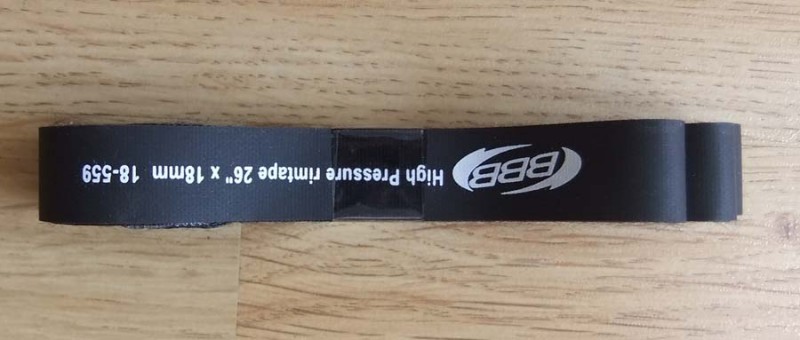 BBB High Pressure rimtape 26" x 18mm 18-559